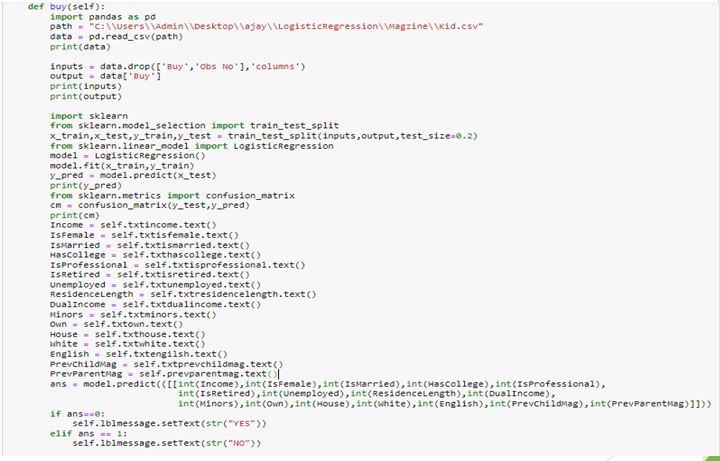 def buy(self):
import pandas as pd
path = "C:\\Users\\Admin\\Desktop\\ajay\\LogisticRegression\\Magzine\\Kid.csv"
data = pd.read_csv(path)
print(data)
inputs = data.drop(['Buy','Obs No'],'columns')
output = data['Buy']
print(inputs)
print(output)
import sklearn
from sklearn.model_selection import train_test_split
x_train,x_test,y_train,y_test = train_test_split(inputs,output,test_size=0.2)
from sklearn.linear_model import LogisticRegression
model = LogisticRegression()
model.fit(x_train,y_train)
y_pred = model.predict(x_test)
print(y_pred)
from sklearn.metrics import confusion_matrix
cm = confusion_matrix(y_test,y_pred)
print(cm)
Income = self.txtincome.text()
IsFemale = self.txtisfemale.text()
IsMarried = self.txtismarried.text()
HasCollege = self.txthascollege.text()
IsProfessional = self.txtisprofessional.text()
IsRetired = self.txtisretired.text()
Unemployed = self.txtunemployed.text()
ResidenceLength = self.txtresidencelength.text()
DualIncome = self.txtdualincome.text()
Minors = self.txtminors.text()
Own = self.txtown.text()
House = self.txthouse.text()
White = self.txtwhite.text()
English = self.txtengilsh.text()
PrevChildMag = self.txtprevchildmag.text()
PrevParentMag = self.prevparentmag.text()
ans = model.predict(([[int(Income),int(IsFemale),int(IsMarried),int(HasCollege),int(IsProfessional),
int(IsRetired),int(Unemployed),int(ResidenceLength),int(DualIncome),
int(Minors),int(Own),int(House),int(White),int(English),int(PrevChildMag),int(PrevParentMag)]]))
if ans==0:
self.lblmessage.setText(str("YES"))
elif ans == 1:
self.lblmessage.setText(str("NO"))